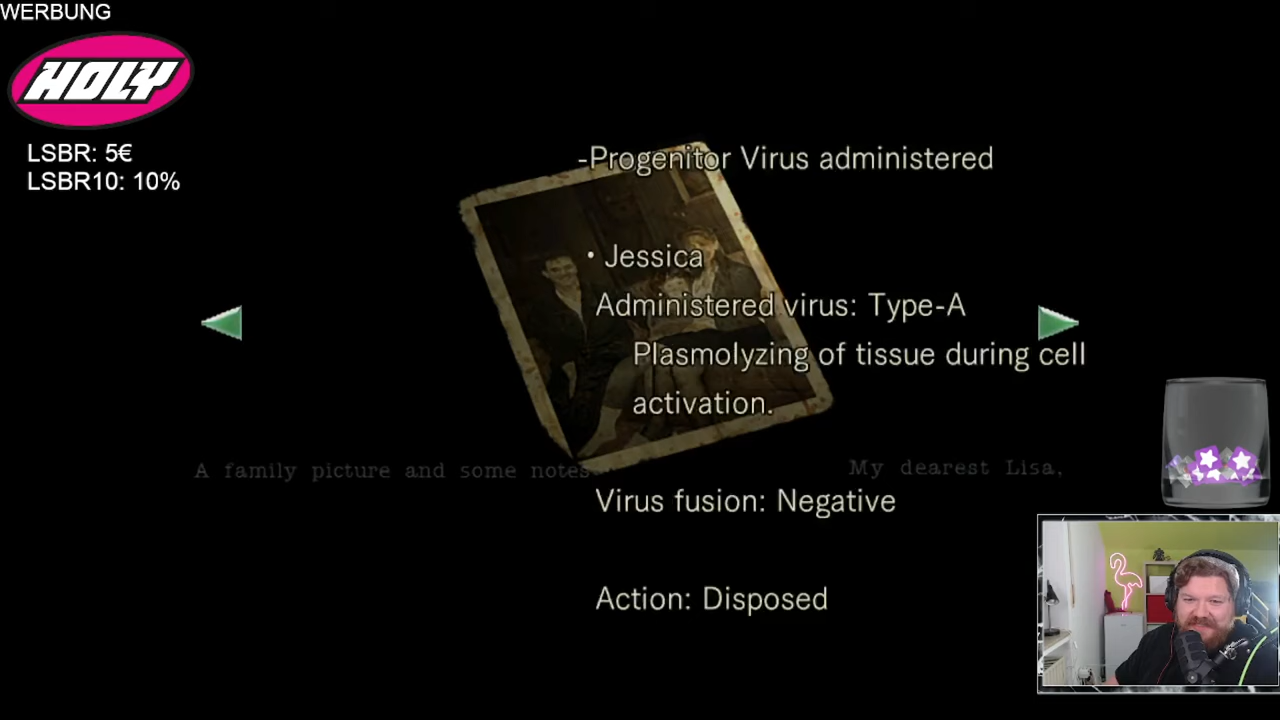 WERBUNG
HOLY
LSBR: 5€
LSBR10: 10%
-Progenitor Virus administered
• Jessica
Administered virus: Type-A
Plasmolyzing of tissue during cell
activation.
A family picture and some notes
My dearest Lisa,
Virus fusion: Negative
Action: Disposed